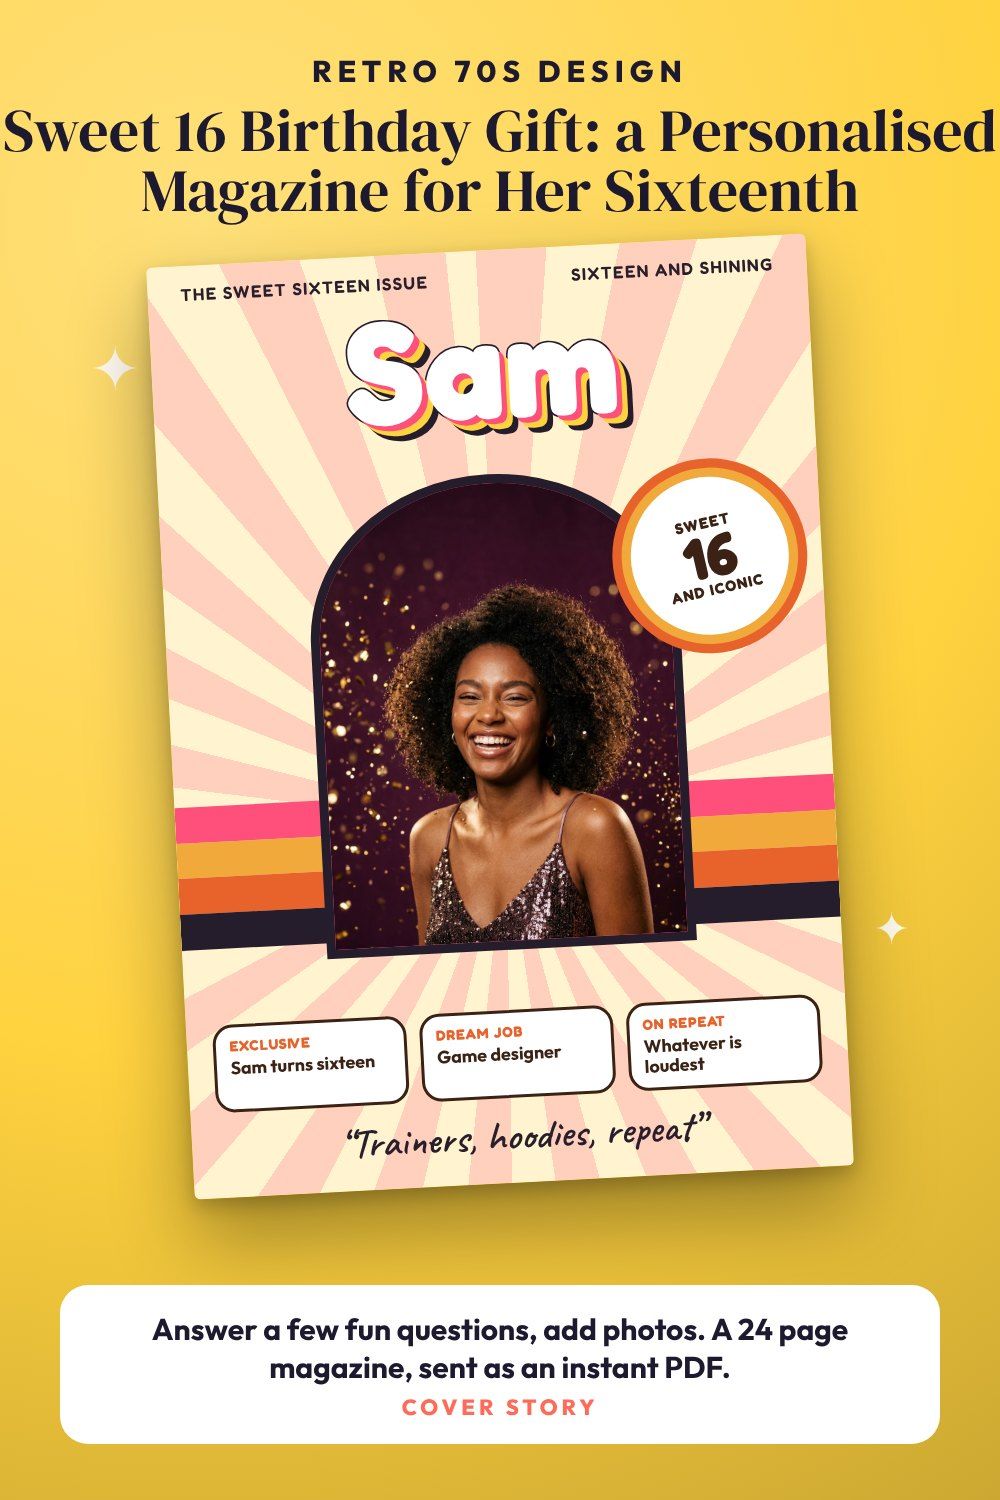 RETRO 70S DESIGN
Sweet 16 Birthday Gift: a Personalised
Magazine for Her Sixteenth
THE SWEET SIXTEEN ISSUE
SIXTEEN AND SHINING
Sam
SWEET
16
AND ICONIC
EXCLUSIVE
Sam turns sixteen
DREAM JOB
Game designer
ON REPEAT
Whatever is
loudest
“Trainers, hoodies, repeat”
Answer a few fun questions, add photos. A 24 page
magazine, sent as an instant PDF.
COVER STORY